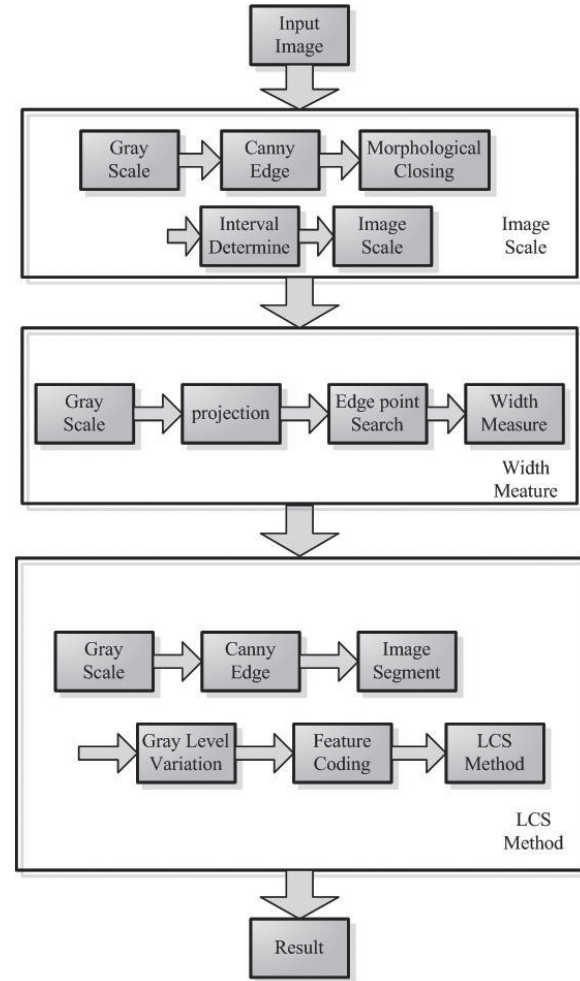 Input
Image
Gray
Scale
Canny
Edge
Morphological
Closing
Interval
Determine
Image
Scale
Image
Scale
Gray
Scale
projection
Edge point
Search
Width
Measure
Width
Meature
Gray
Scale
Canny
Edge
Image
Segment
Gray Level
Variation
Feature
Coding
LCS
Method
LCS
Method
Result